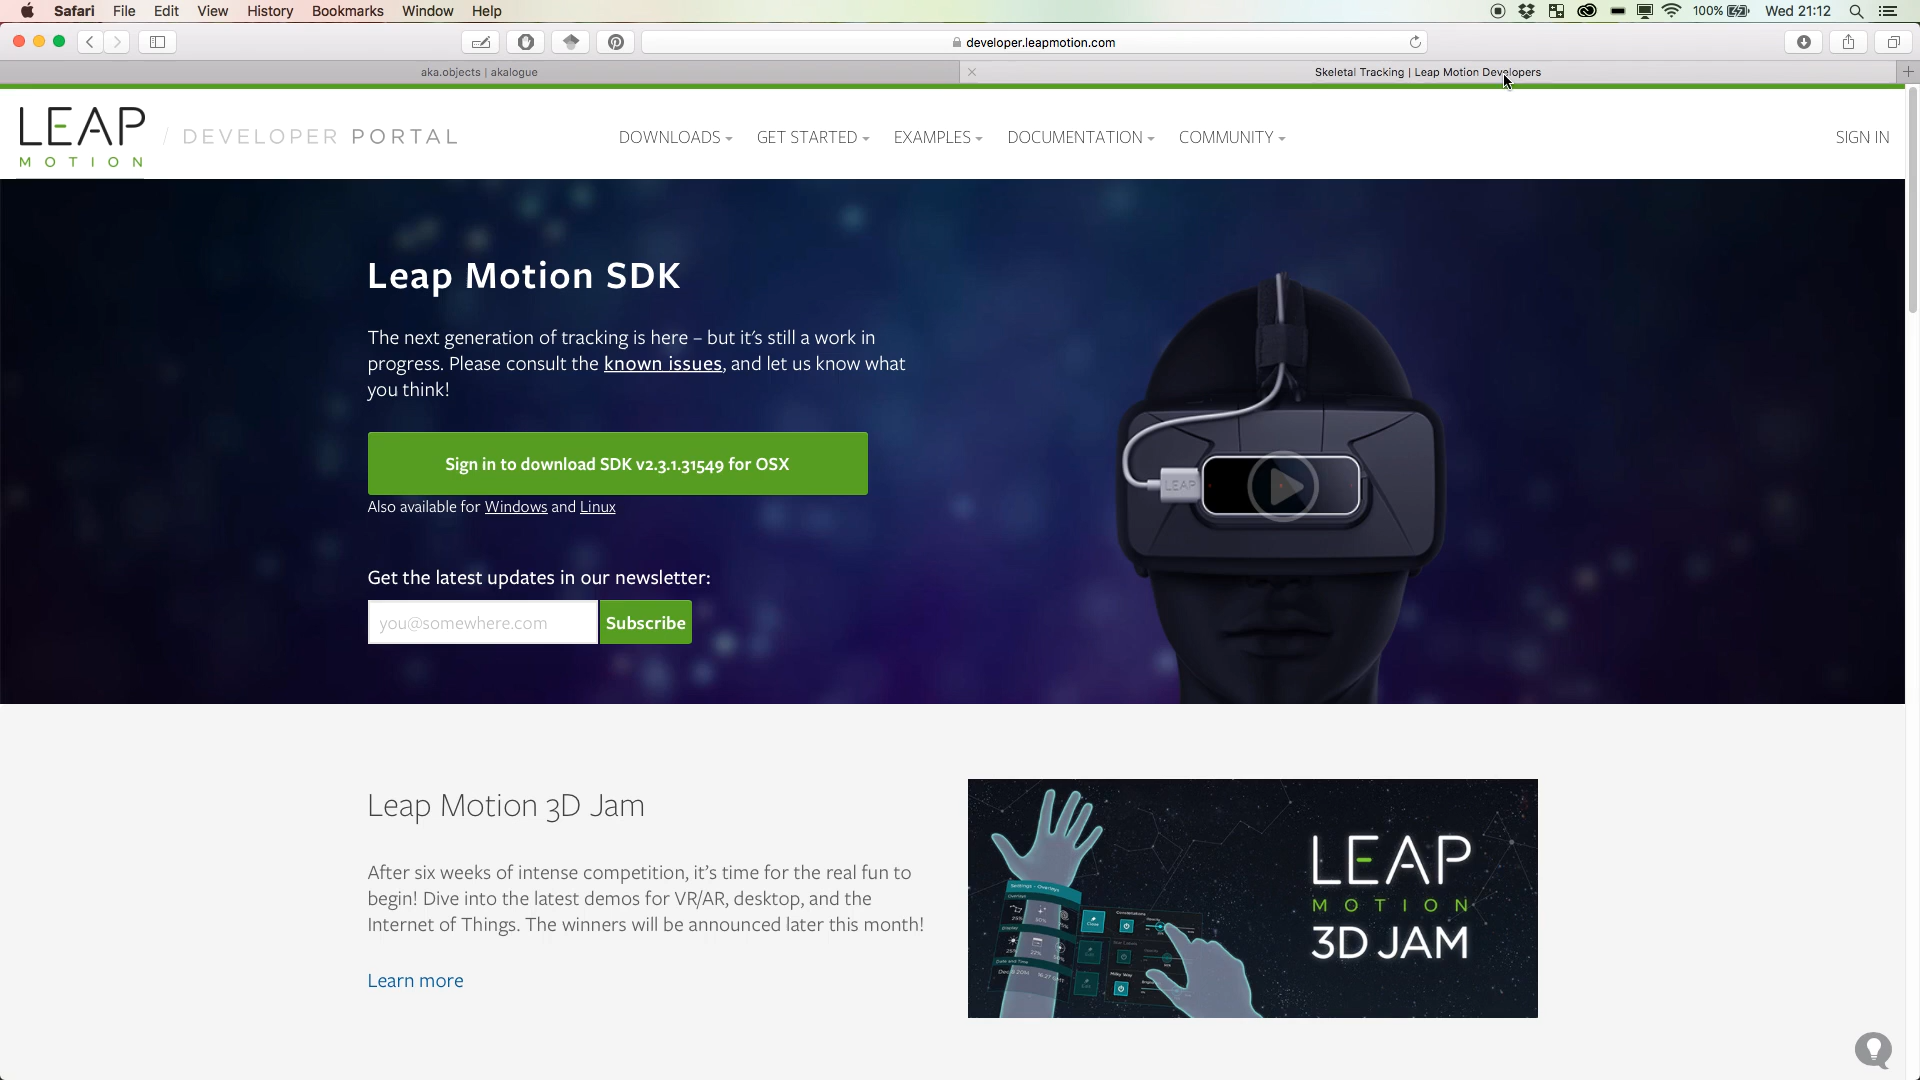 Safari File Edit View History Bookmarks Window Help
100% Wed 21:12
developer.leapmotion.com
aka.objects | akalogue
Skeletal Tracking | Leap Motion Developers
LEAP
MOTION
/ DEVELOPER PORTAL
DOWNLOADS GET STARTED EXAMPLES DOCUMENTATION COMMUNITY
SIGN IN
Leap Motion SDK
The next generation of tracking is here – but it's still a work in
progress. Please consult the known issues, and let us know what
you think!
Sign in to download SDK v2.3.1.31549 for OSX
Also available for Windows and Linux
LEAP
Get the latest updates in our newsletter:
you@somewhere.com
Subscribe
Leap Motion 3D Jam
After six weeks of intense competition, it's time for the real fun to
begin! Dive into the latest demos for VR/AR, desktop, and the
Internet of Things. The winners will be announced later this month!
Learn more
Settings - Overlays
LEAP
MOTION
3D JAM